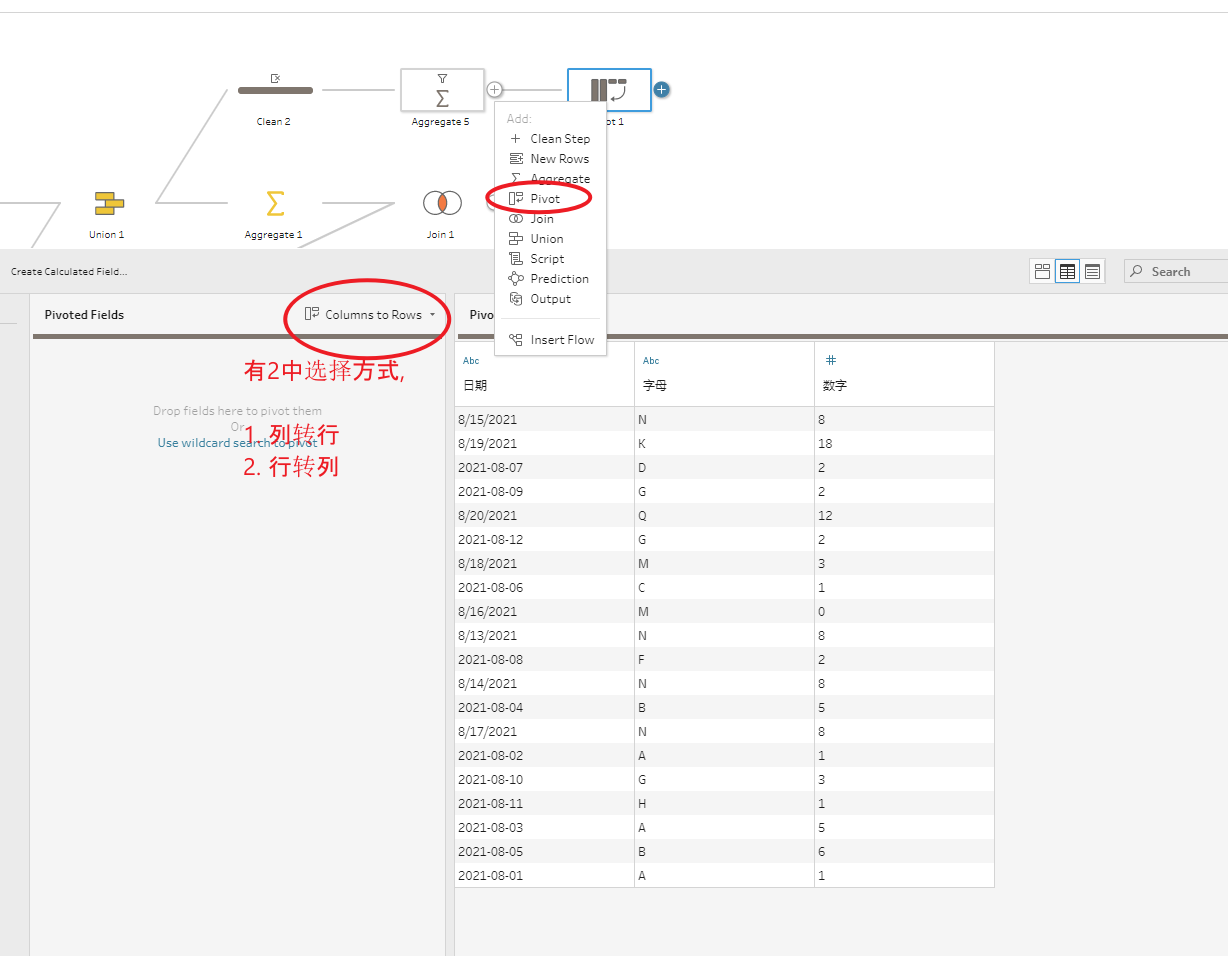 Clean 2
Aggregate 5
ot 1
Add:
Clean Step
New Rows
Aggregate
Pivot
Join
Union
Script
Prediction
Output
Insert Flow
Union 1
Aggregate 1
Join 1
Create Calculated Field...
Search
Pivoted Fields
Columns to Rows
Pivo
有2中选择方式,
Drop fields here to pivot them
Or
Use wildcard search to pivot
1. 列转行
2. 行转列
Abc Abc #
日期 字母 数字
8/15/2021 N 8
8/19/2021 K 18
2021-08-07 D 2
2021-08-09 G 2
8/20/2021 Q 12
2021-08-12 G 2
8/18/2021 M 3
2021-08-06 C 1
8/16/2021 M 0
8/13/2021 N 8
2021-08-08 F 2
8/14/2021 N 8
2021-08-04 B 5
8/17/2021 N 8
2021-08-02 A 1
2021-08-10 G 3
2021-08-11 H 1
2021-08-03 A 5
2021-08-05 B 6
2021-08-01 A 1